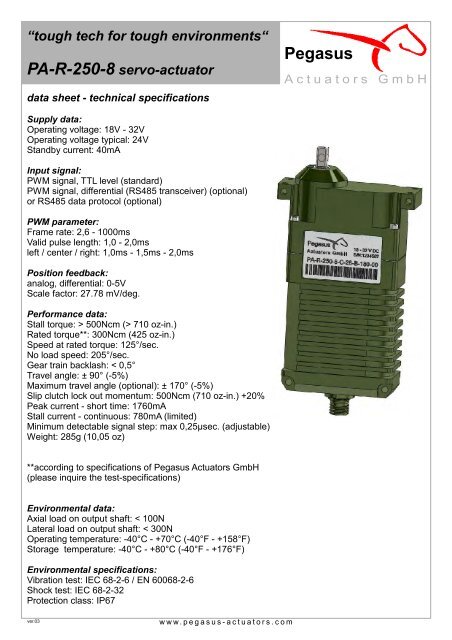 “tough tech for tough environments“
PA-R-250-8 servo-actuator
Pegasus
Actuators GmbH
data sheet - technical specifications
Supply data:
Operating voltage: 18V - 32V
Operating voltage typical: 24V
Standby current: 40mA
Input signal:
PWM signal, TTL level (standard)
PWM signal, differential (RS485 transceiver) (optional)
or RS485 data protocol (optional)
PWM parameter:
Frame rate: 2,6 - 1000ms
Valid pulse length: 1,0 - 2,0ms
left / center / right: 1,0ms - 1,5ms - 2,0ms
Position feedback:
analog, differential: 0-5V
Scale factor: 27.78 mV/deg.
Performance data:
Stall torque: > 500Ncm (> 710 oz-in.)
Rated torque**: 300Ncm (425 oz-in.)
Speed at rated torque: 125°/sec.
No load speed: 205°/sec.
Gear train backlash: < 0,5°
Travel angle: ± 90° (-5%)
Maximum travel angle (optional): ± 170° (-5%)
Slip clutch lock out momentum: 500Ncm (710 oz-in.) +20%
Peak current - short time: 1760mA
Stall current - continuous: 780mA (limited)
Minimum detectable signal step: max 0,25µsec. (adjustable)
Weight: 285g (10,05 oz)
**according to specifications of Pegasus Actuators GmbH
(please inquire the test-specifications)
Environmental data:
Axial load on output shaft: < 100N
Lateral load on output shaft: < 300N
Operating temperature: -40°C - +70°C (-40°F - +158°F)
Storage temperature: -40°C - +80°C (-40°F - +176°F)
Environmental specifications:
Vibration test: IEC 68-2-6 / EN 60068-2-6
Shock test: IEC 68-2-32
Protection class: IP67
Pegasus
Actuators GmbH
PA-R-250-8-C-26-B-180-00
ver.03
www.pegasus-actuators.com